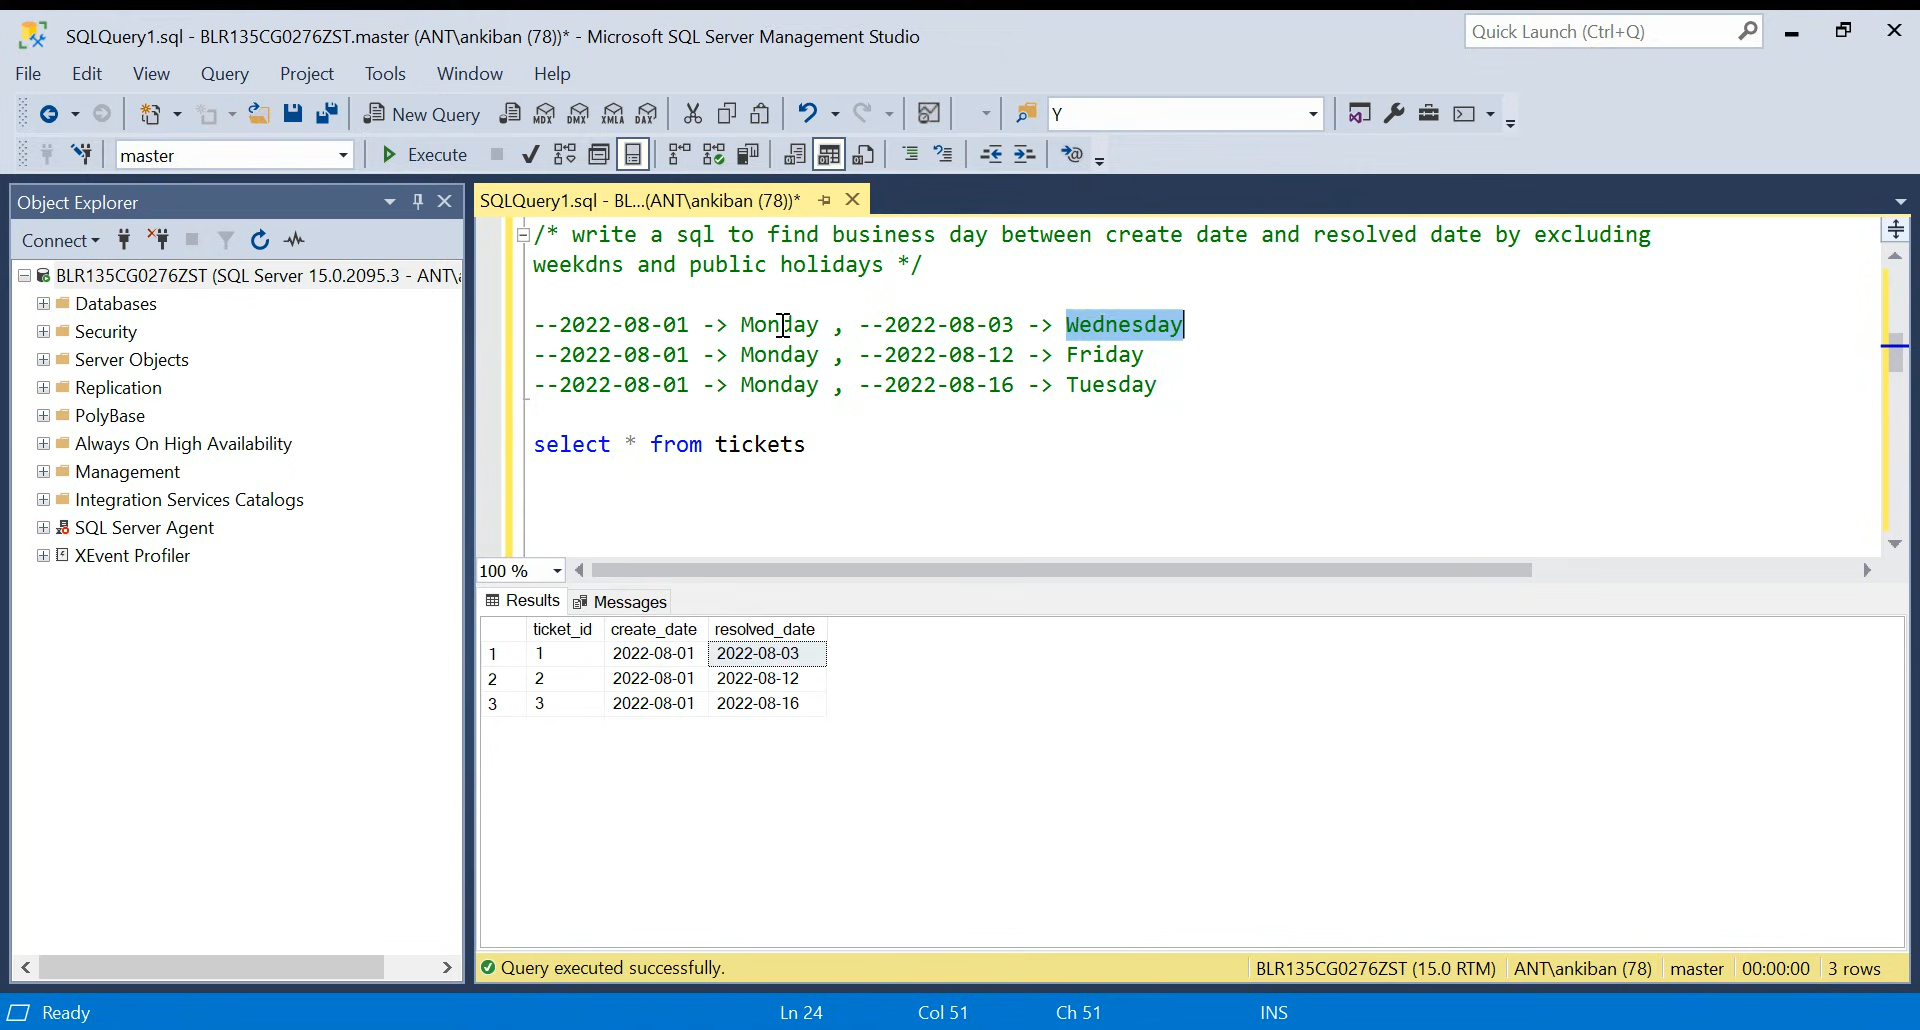 SQLQuery1.sql - BLR135CG0276ZST.master (ANT\ankiban (78))* - Microsoft SQL Server Management Studio
Quick Launch (Ctrl+Q)
File Edit View Query Project Tools Window Help
New Query MDX DMX XMLA DAX Y
master Execute
Object Explorer
SQLQuery1.sql - BL...(ANT\ankiban (78))*
Connect
BLR135CG0276ZST (SQL Server 15.0.2095.3 - ANT\
Databases
Security
Server Objects
Replication
PolyBase
Always On High Availability
Management
Integration Services Catalogs
SQL Server Agent
XEvent Profiler
/* write a sql to find business day between create date and resolved date by excluding
weekdns and public holidays */
--2022-08-01 -> Monday , --2022-08-03 -> Wednesday
--2022-08-01 -> Monday , --2022-08-12 -> Friday
--2022-08-01 -> Monday , --2022-08-16 -> Tuesday
select * from tickets
100 %
Results Messages
ticket_id create_date resolved_date
1 1 2022-08-01 2022-08-03
2 2 2022-08-01 2022-08-12
3 3 2022-08-01 2022-08-16
Query executed successfully.
BLR135CG0276ZST (15.0 RTM) ANT\ankiban (78) master 00:00:00 3 rows
Ready Ln 24 Col 51 Ch 51 INS